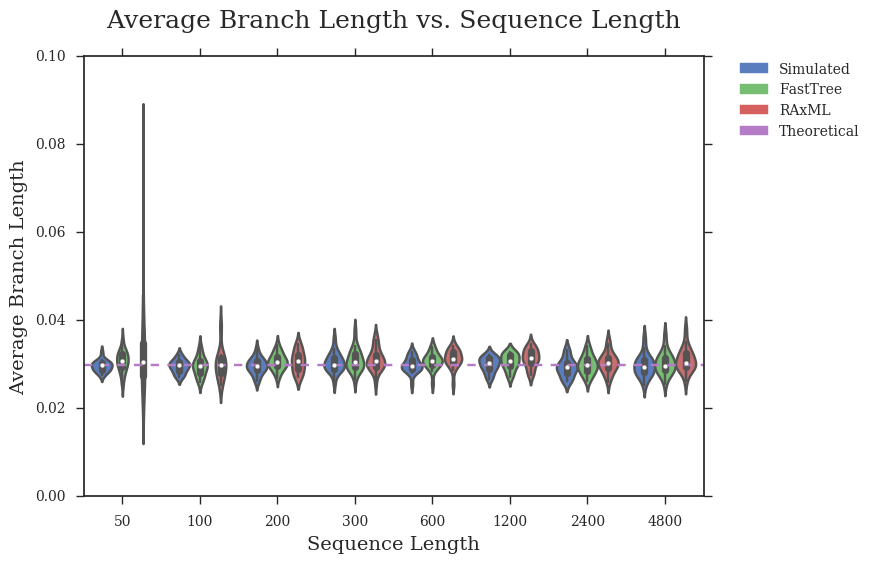 Average Branch Length vs. Sequence Length
0.10
0.08
0.06
0.04
0.02
0.00
Average Branch Length
50 100 200 300 600 1200 2400 4800
Sequence Length
Simulated
FastTree
RAxML
Theoretical